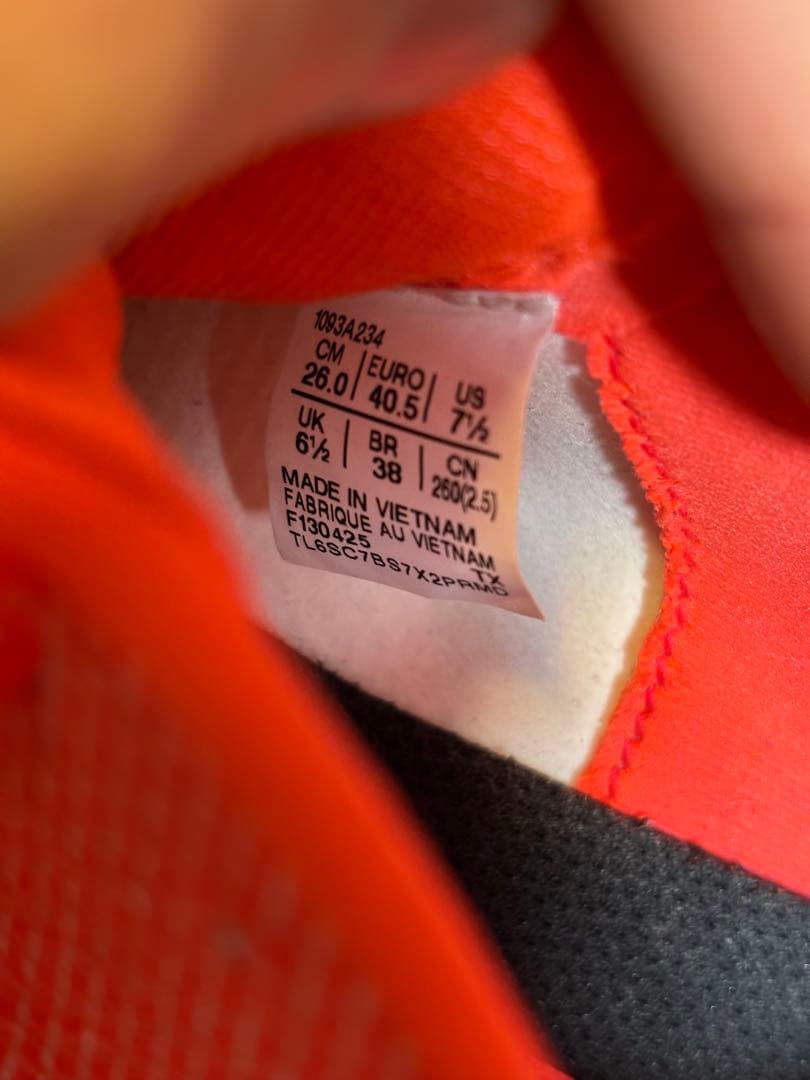 1093A234
CM | EURO | US
26.0 | 40.5 | 7½
UK | BR | CN
6½ | 38 | 260(2.5)
MADE IN VIETNAM
FABRIQUE AU VIETNAM
F130425 TX
TL6SC7BS7X2PRMD